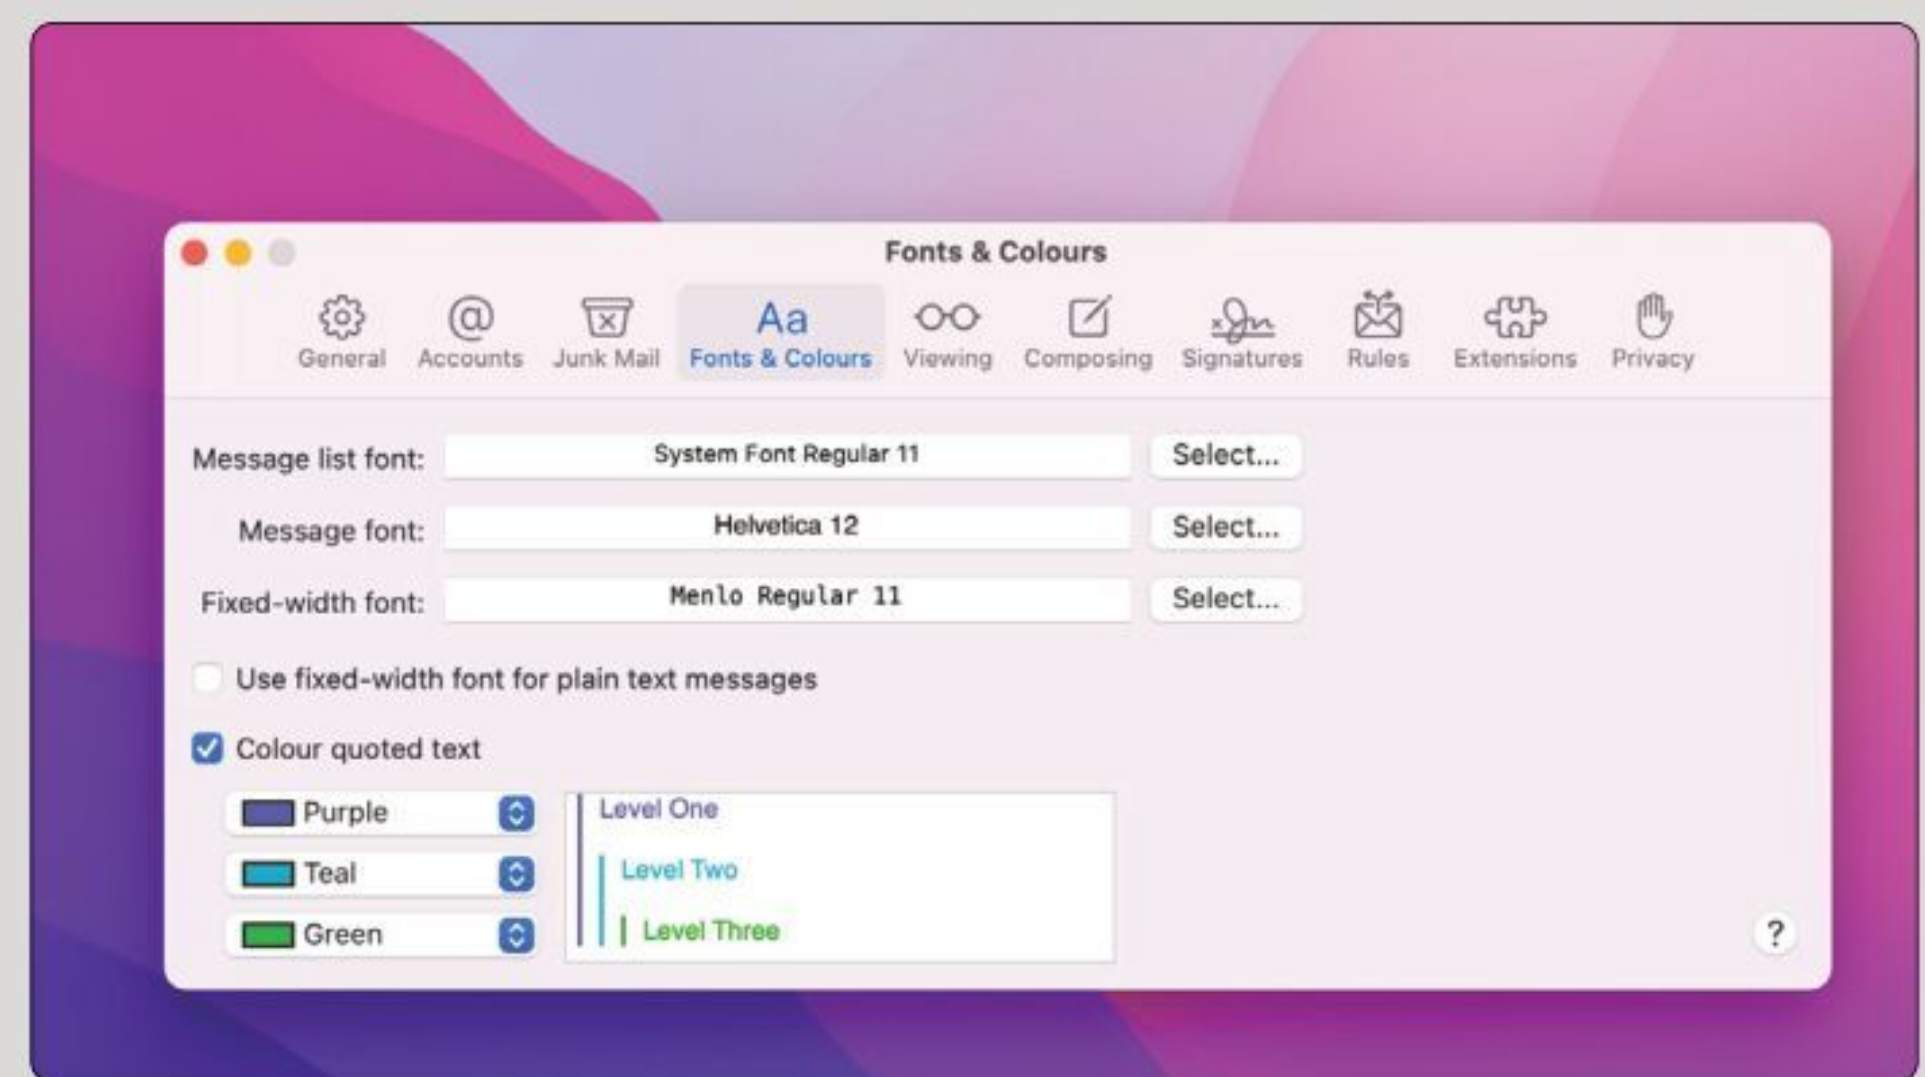 Fonts & Colours
General Accounts Junk Mail Aa Fonts & Colours Viewing Composing Signatures Rules Extensions Privacy
Message list font: System Font Regular 11 Select...
Message font: Helvetica 12 Select...
Fixed-width font: Menlo Regular 11 Select...
Use fixed-width font for plain text messages
Colour quoted text
Purple Level One
Teal Level Two
Green Level Three ?